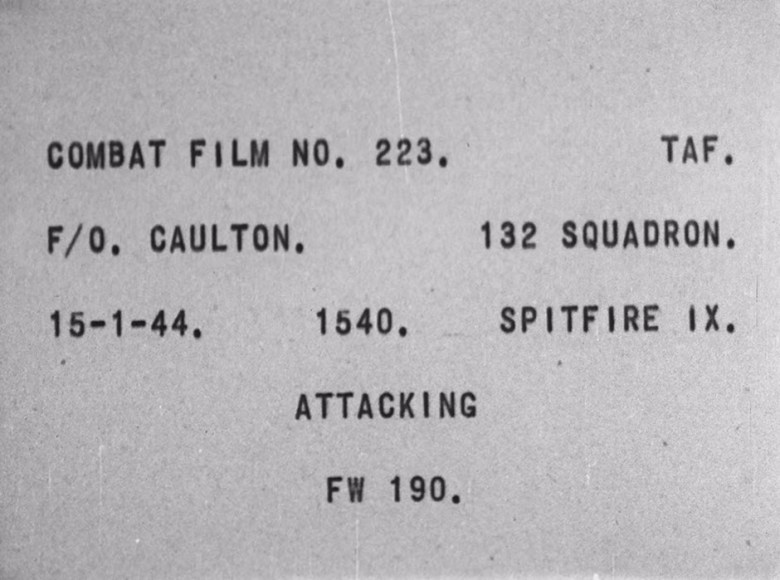 COMBAT FILM NO. 223. TAF.
F/O. CAULTON. 132 SQUADRON.
15-1-44. 1540. SPITFIRE IX.
ATTACKING
FW 190.